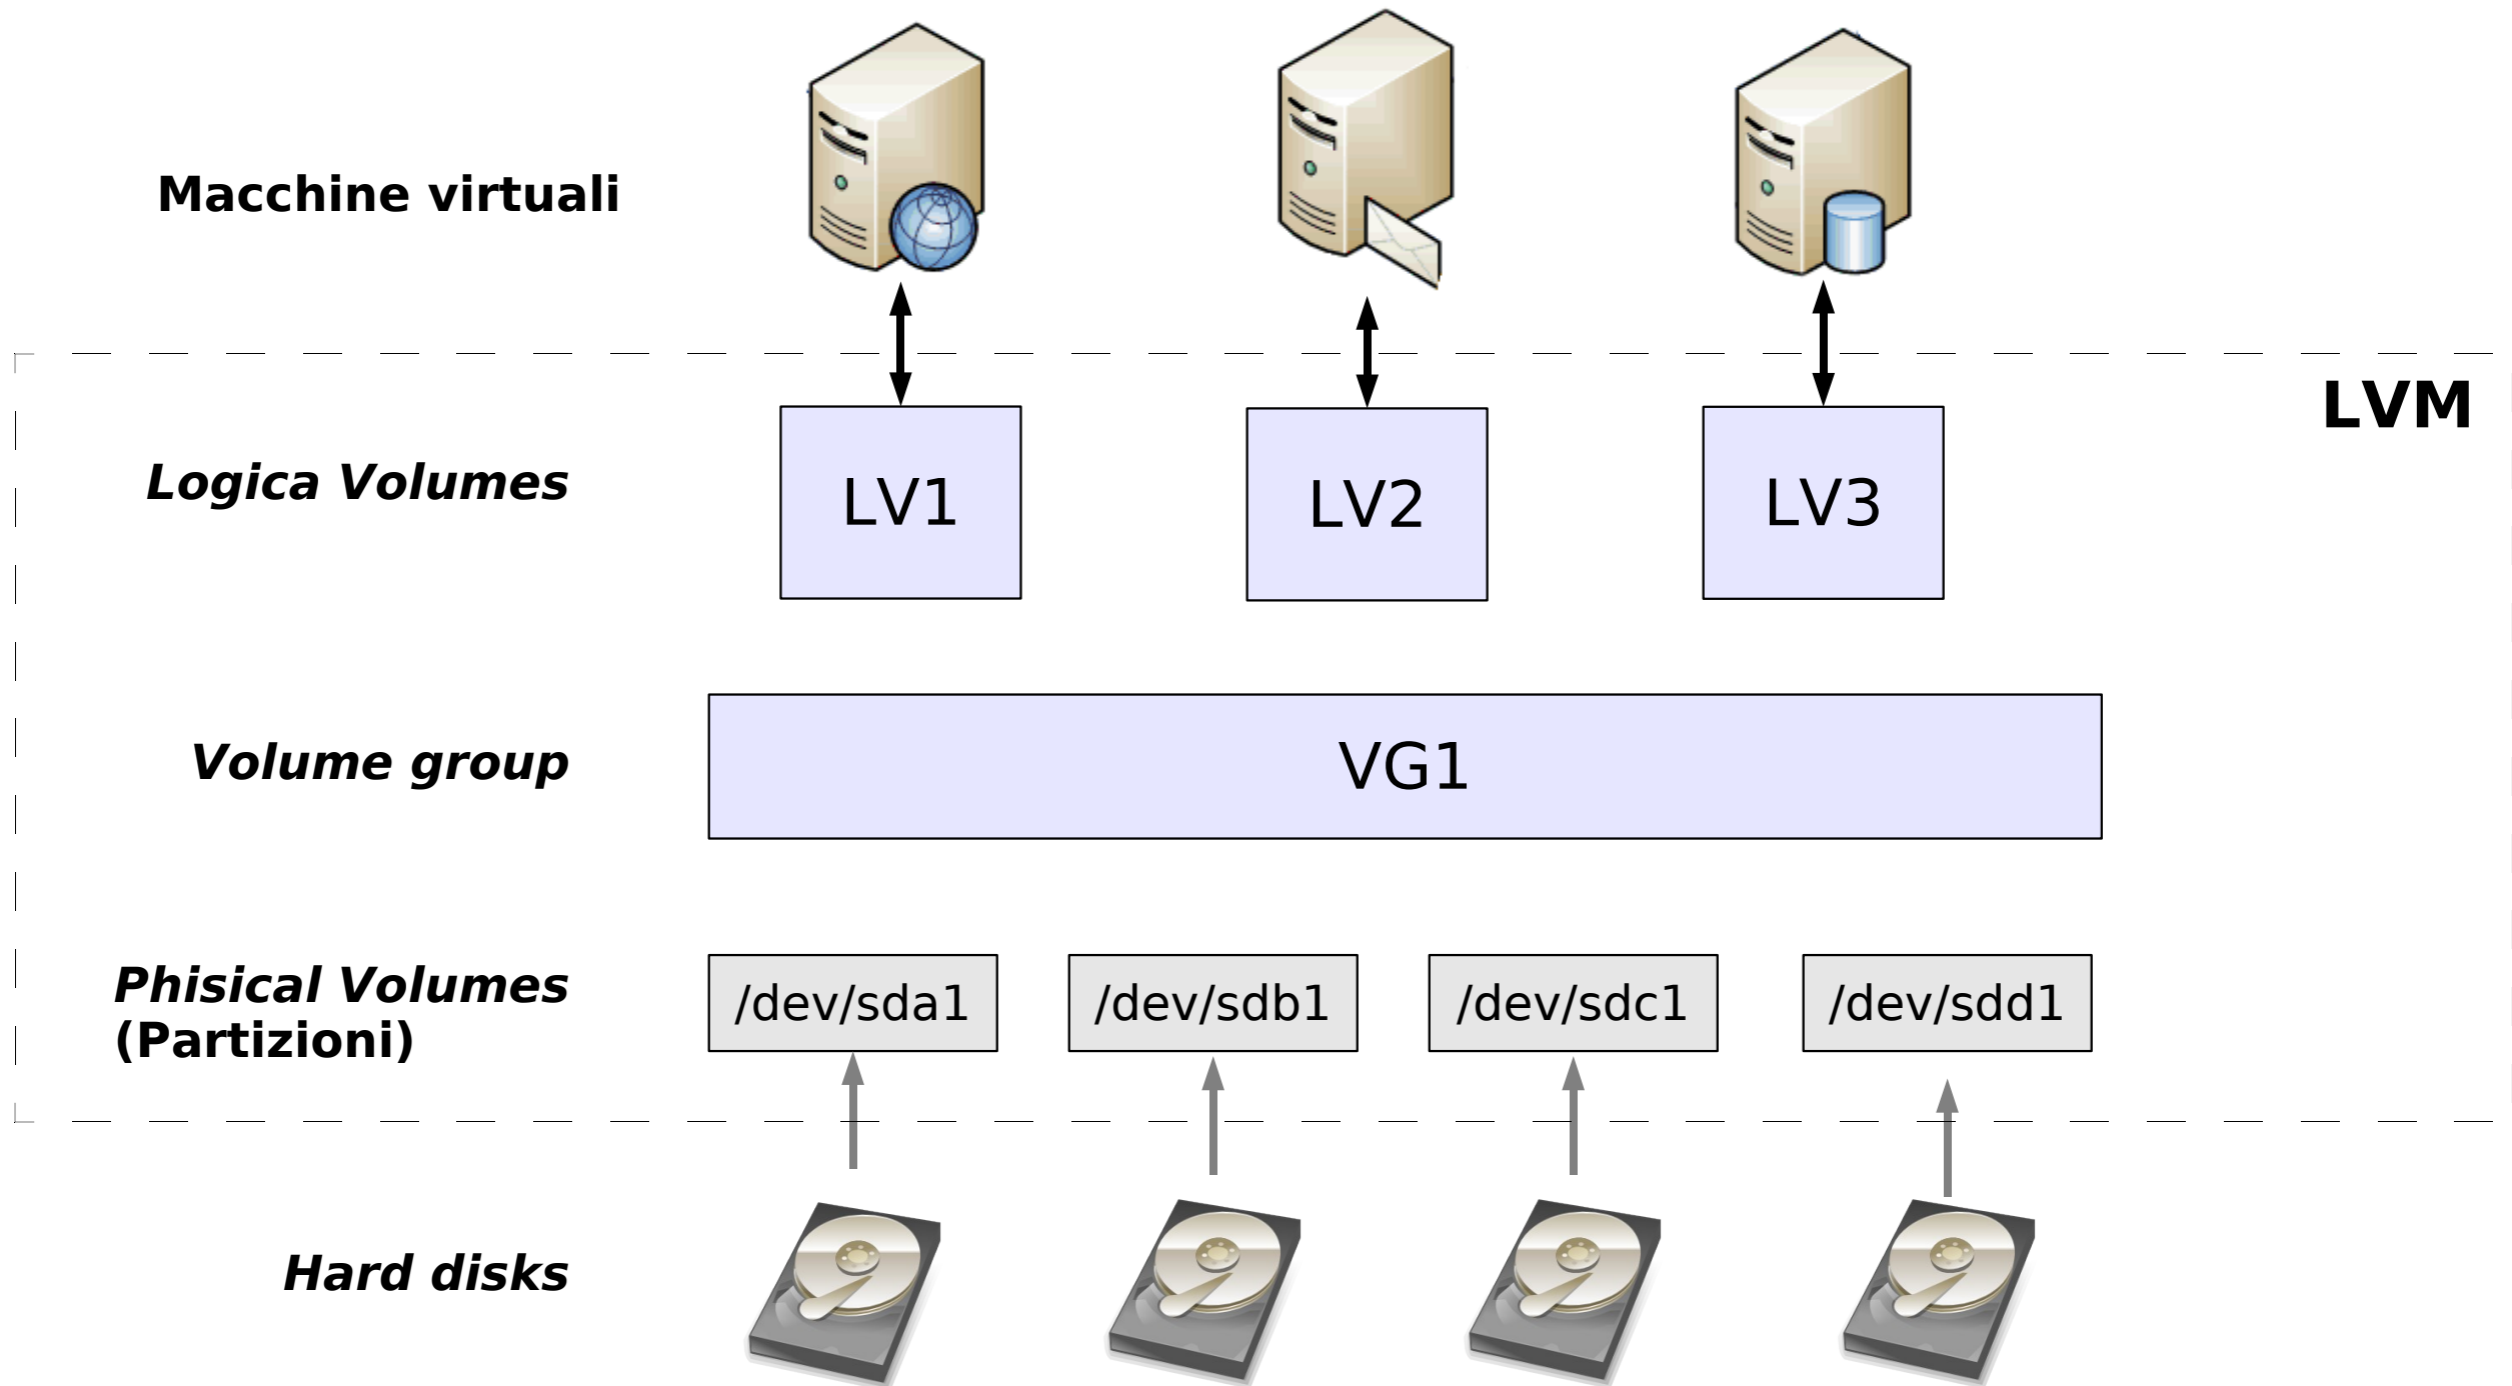 Macchine virtuali
LVM
Logica Volumes
LV1
LV2
LV3
Volume group
VG1
Phisical Volumes
(Partizioni)
/dev/sda1
/dev/sdb1
/dev/sdc1
/dev/sdd1
Hard disks